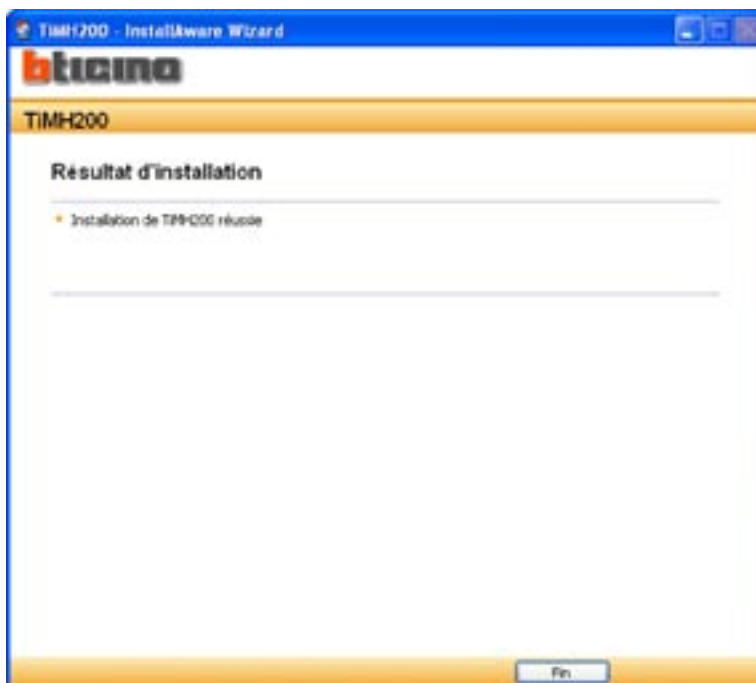 TiMH200 - InstallAware Wizard
bticino
TiMH200
Résultat d'installation
Installation de TiMH200 réussie
Fin